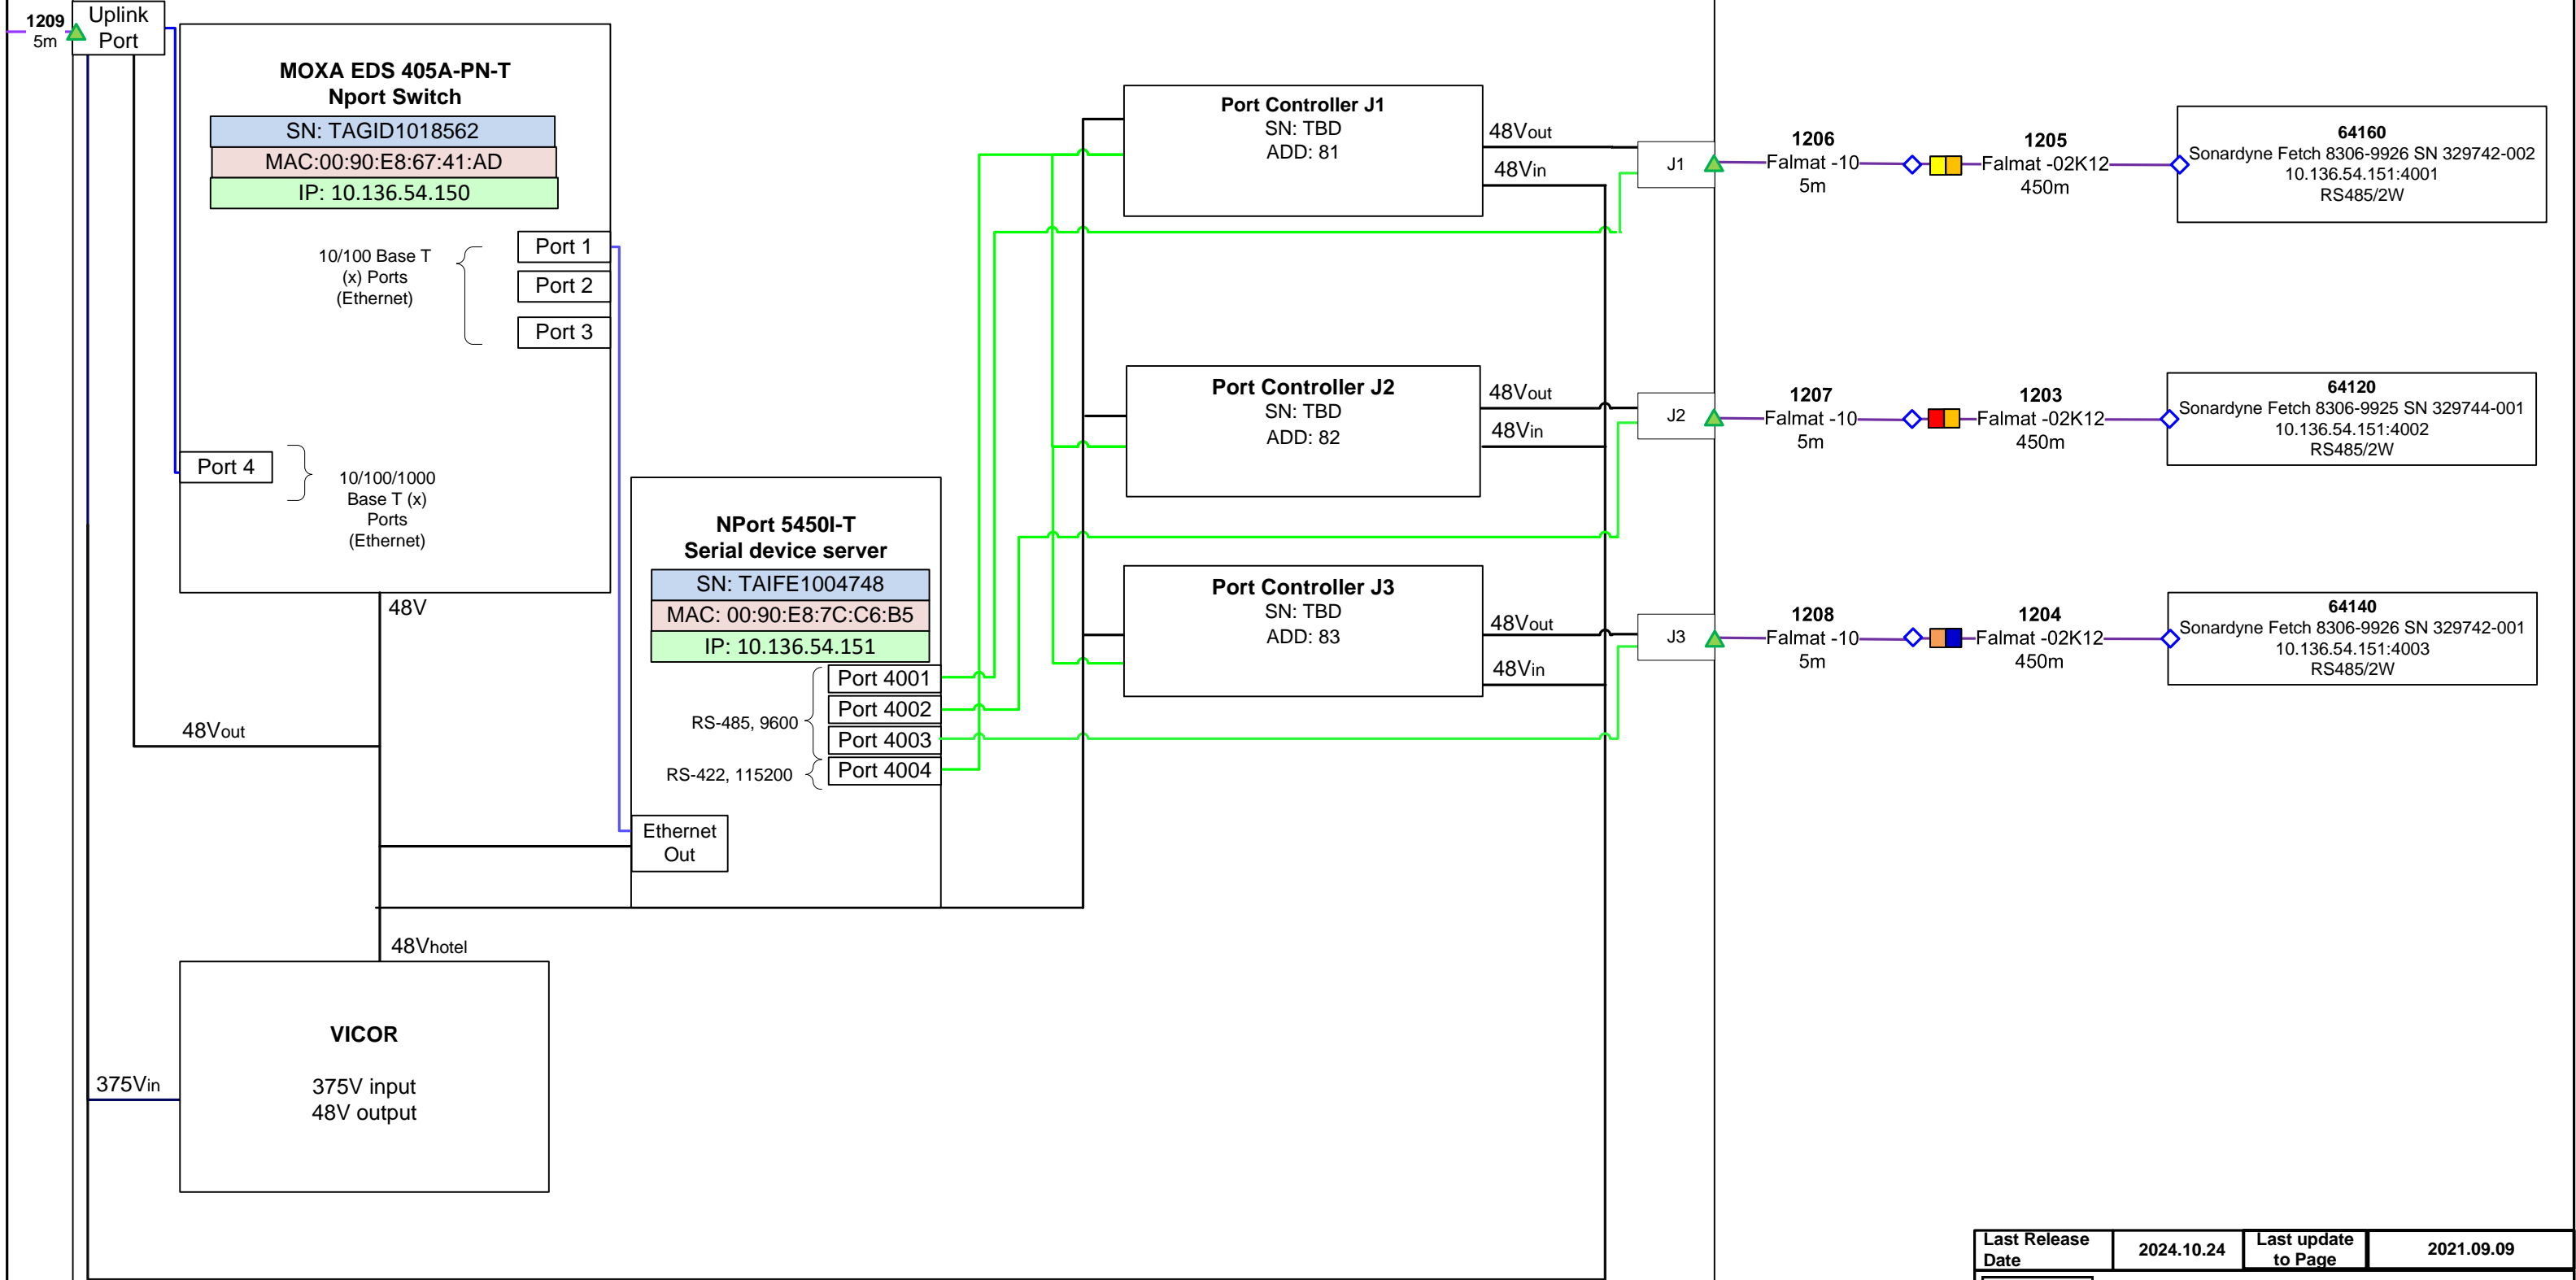 1209
5m
Uplink
Port
MOXA EDS 405A-PN-T
Nport Switch
SN: TAGID1018562
MAC:00:90:E8:67:41:AD
IP: 10.136.54.150
10/100 Base T
(x) Ports
(Ethernet)
Port 1
Port 2
Port 3
Port 4
10/100/1000
Base T (x)
Ports
(Ethernet)
48V
48Vout
48Vhotel
VICOR
375V input
48V output
375Vin
NPort 5450I-T
Serial device server
SN: TAIFE1004748
MAC: 00:90:E8:7C:C6:B5
IP: 10.136.54.151
Port 4001
Port 4002
Port 4003
Port 4004
RS-485, 9600
RS-422, 115200
Ethernet
Out
Port Controller J1
SN: TBD
ADD: 81
48Vout
48Vin
J1
1206
Falmat -10
5m
1205
Falmat -02K12
450m
64160
Sonardyne Fetch 8306-9926 SN 329742-002
10.136.54.151:4001
RS485/2W
Port Controller J2
SN: TBD
ADD: 82
48Vout
48Vin
J2
1207
Falmat -10
5m
1203
Falmat -02K12
450m
64120
Sonardyne Fetch 8306-9925 SN 329744-001
10.136.54.151:4002
RS485/2W
Port Controller J3
SN: TBD
ADD: 83
48Vout
48Vin
J3
1208
Falmat -10
5m
1204
Falmat -02K12
450m
64140
Sonardyne Fetch 8306-9926 SN 329742-001
10.136.54.151:4003
RS485/2W
Last Release
Date
2024.10.24
Last update
to Page
2021.09.09